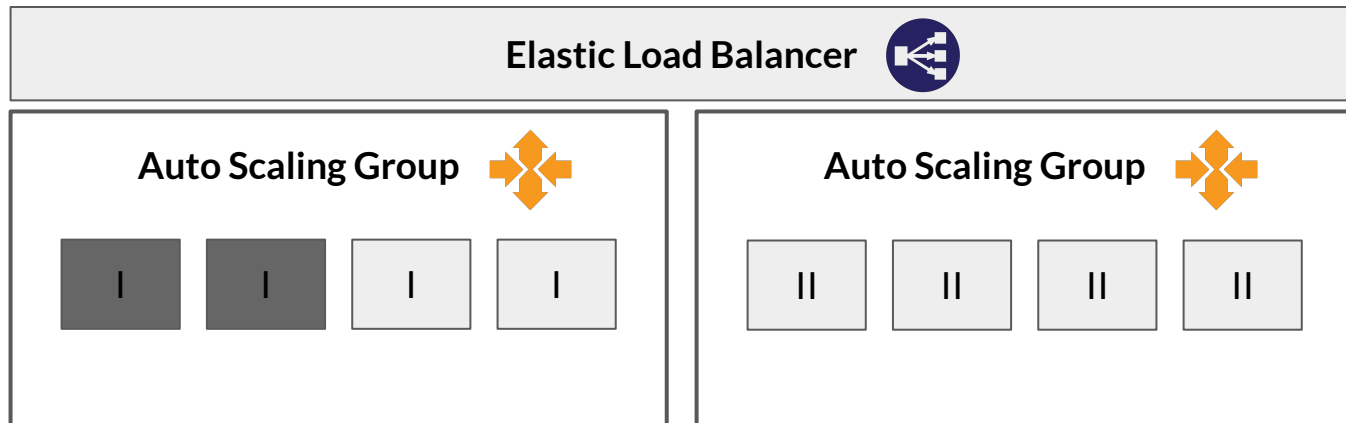 Elastic Load Balancer
Auto Scaling Group
I I I I
Auto Scaling Group
II II II II